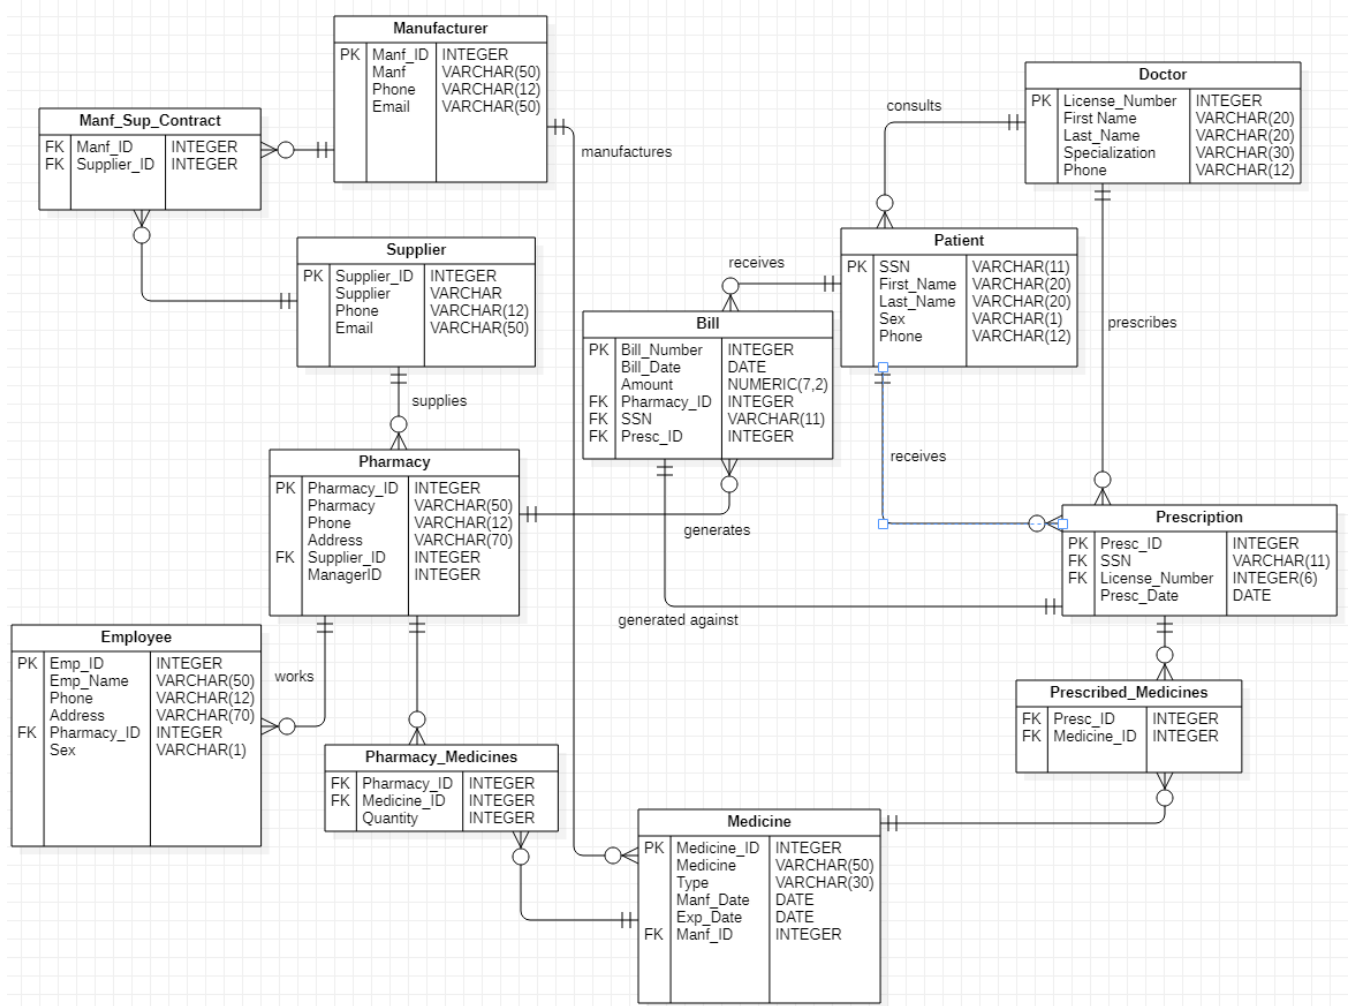 Manufacturer
PK Manf_ID INTEGER
Manf VARCHAR(50)
Phone VARCHAR(12)
Email VARCHAR(50)
Doctor
PK License_Number INTEGER
First Name VARCHAR(20)
Last_Name VARCHAR(20)
Specialization VARCHAR(30)
Phone VARCHAR(12)
consults
Manf_Sup_Contract
FK Manf_ID INTEGER
FK Supplier_ID INTEGER
manufactures
Supplier
PK Supplier_ID INTEGER
Supplier VARCHAR
Phone VARCHAR(12)
Email VARCHAR(50)
Patient
PK SSN VARCHAR(11)
First_Name VARCHAR(20)
Last_Name VARCHAR(20)
Sex VARCHAR(1)
Phone VARCHAR(12)
receives
Bill
PK Bill_Number INTEGER
Bill_Date DATE
Amount NUMERIC(7,2)
FK Pharmacy_ID INTEGER
FK SSN VARCHAR(11)
FK Presc_ID INTEGER
prescribes
supplies
receives
Pharmacy
PK Pharmacy_ID INTEGER
Pharmacy VARCHAR(50)
Phone VARCHAR(12)
Address VARCHAR(70)
FK Supplier_ID INTEGER
ManagerID INTEGER
generates
Prescription
PK Presc_ID INTEGER
FK SSN VARCHAR(11)
FK License_Number INTEGER(6)
Presc_Date DATE
generated against
Employee
PK Emp_ID INTEGER
Emp_Name VARCHAR(50)
Phone VARCHAR(12)
Address VARCHAR(70)
FK Pharmacy_ID INTEGER
Sex VARCHAR(1)
works
Prescribed_Medicines
FK Presc_ID INTEGER
FK Medicine_ID INTEGER
Pharmacy_Medicines
FK Pharmacy_ID INTEGER
FK Medicine_ID INTEGER
Quantity INTEGER
Medicine
PK Medicine_ID INTEGER
Medicine VARCHAR(50)
Type VARCHAR(30)
Manf_Date DATE
Exp_Date DATE
FK Manf_ID INTEGER